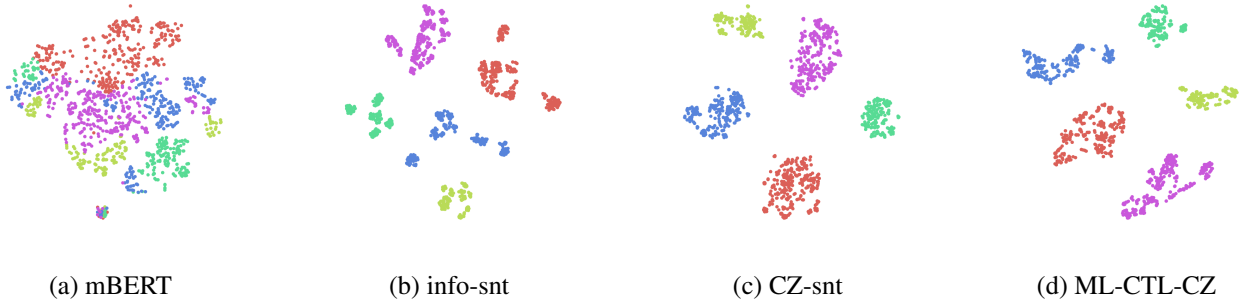 (a) mBERT
(b) info-snt
(c) CZ-snt
(d) ML-CTL-CZ